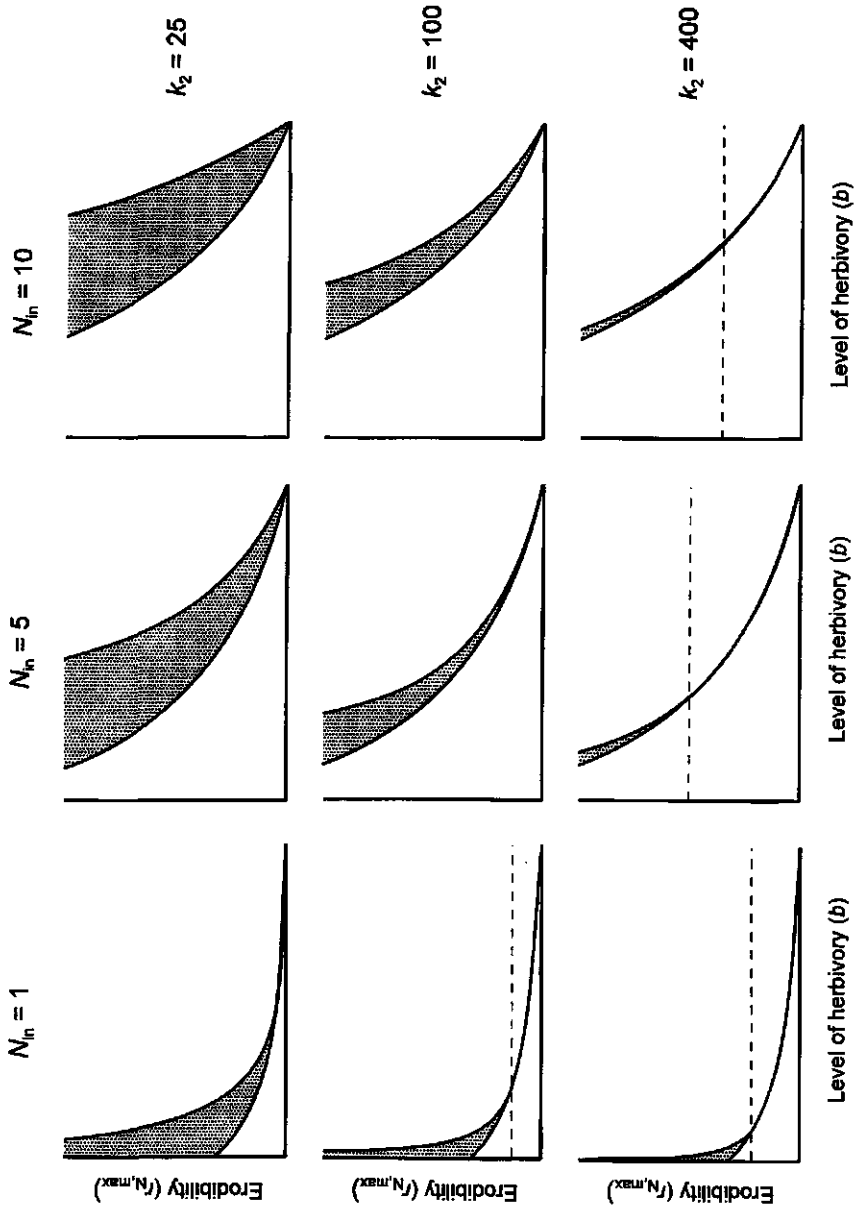 N_in = 1
N_in = 5
N_in = 10
Erodibility (r_N,max)
k_2 = 25
Erodibility (r_N,max)
k_2 = 100
Erodibility (r_N,max)
k_2 = 400
Level of herbivory (b)
Level of herbivory (b)
Level of herbivory (b)